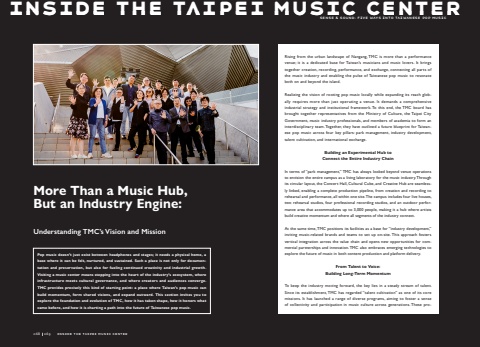 INSIDE THE TAIPEI MUSIC CENTER
SENSE & SOUND: FIVE WAYS INTO TAIWANESE POP MUSIC
More Than a Music Hub,
But an Industry Engine:
Understanding TMC's Vision and Mission
Pop music doesn't just exist between headphones and stages; it needs a physical home, a
base where it can be felt, nurtured, and sustained. Such a place is not only for documen-
tation and preservation, but also for fueling continued creativity and industrial growth.
Visiting a music center means stepping into the heart of the industry's ecosystem, where
infrastructure meets cultural governance, and where creators and audiences converge.
TMC provides precisely this kind of starting point: a place where Taiwan's pop music can
build momentum, form shared visions, and expand outward. This section invites you to
explore the foundation and evolution of TMC, how it has taken shape, how it became what
came before, and how it is charting a path into the future of Taiwanese pop music.
INSIDE THE TAIPEI MUSIC CENTER
Rising from the urban landscape of Nangang, TMC is more than a performance
venue; it is a dedicated base for Taiwan's musicians and music lovers. It brings
together creation, recording, performance, and exchange, connecting all parts of
the music industry and enabling the pulse of Taiwanese pop music to resonate
both on and beyond the island.
Realizing the vision of rooting pop music locally while expanding its reach glob-
ally requires more than just operating a venue. It demands a comprehensive
industrial strategy and institutional framework. To this end, the TMC board has
brought together representatives from the Ministry of Culture, the Taipei City
Government, music industry professionals, and members of academia to form an
interdisciplinary team. Together, they have outlined a future blueprint for Taiwan-
ese pop music across four key pillars: park management, industry development,
talent cultivation, and international exchange.
Building an Experimental Hub to
Connect the Entire Industry Chain
In terms of "park management," TMC has always looked beyond venue operations
to envision the entire campus as a living laboratory for the music industry. Through
its circular layout, the Concert Hall, Cultural Cube, and Creative Hub are seamless-
ly linked, enabling a complete production pipeline, from creation and recording to
rehearsal and performance, all within one site. The campus includes four live houses,
two rehearsal studios, four professional recording studios, and an outdoor perfor-
mance area that accommodates up to 3,000 people, making it a hub where artists
build creative momentum and where all segments of the industry connect.
At the same time, TMC positions its facilities as a base for "industry development,"
inviting music-related brands and teams to set up on-site. This approach fosters
vertical integration across the value chain and opens new opportunities for com-
mercial partnerships and innovation. TMC also embraces emerging technologies to
explore the future of music in both content production and platform delivery.
From Talent to Voice:
Building Long-Term Momentum
To keep the industry moving forward, the key lies in a steady stream of talent.
Since its establishment, TMC has regarded "talent cultivation" as one of its core
missions. It has launched a range of diverse programs, aiming to foster a sense
of collectivity and participation in music culture across generations. These pro-